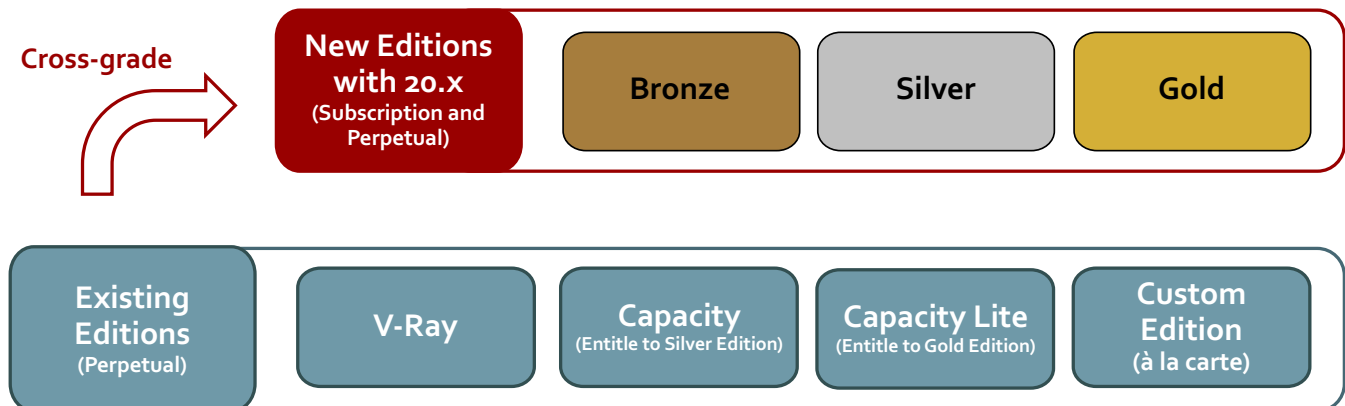 Cross-grade
New Editions
with 20.x
(Subscription and
Perpetual)
Bronze
Silver
Gold
Existing
Editions
(Perpetual)
V-Ray
Capacity
(Entitle to Silver Edition)
Capacity Lite
(Entitle to Gold Edition)
Custom
Edition
(à la carte)